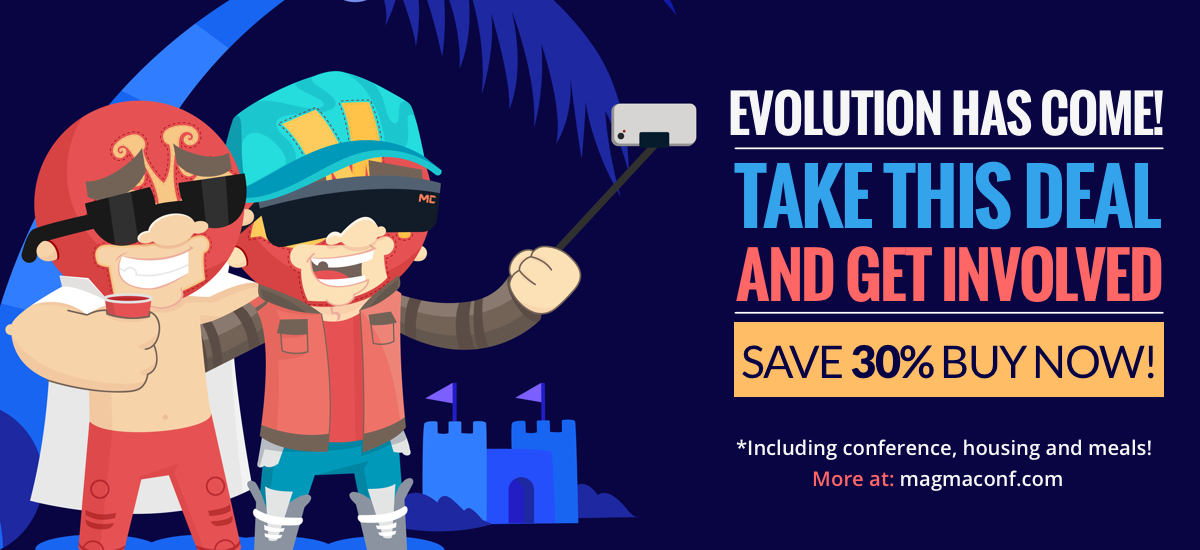 MC
EVOLUTION HAS COME!
TAKE THIS DEAL
AND GET INVOLVED
SAVE 30% BUY NOW!
*Including conference, housing and meals!
More at: magmaconf.com